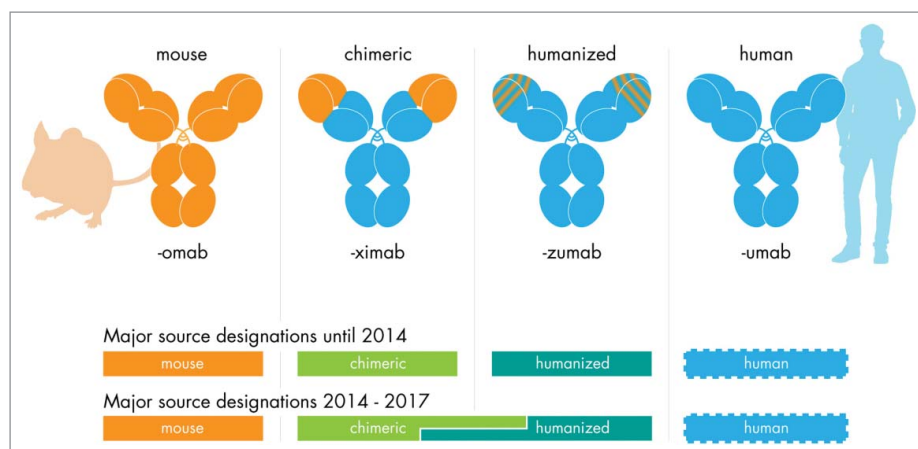 mouse chimeric humanized human
-omab -ximab -zumab -umab
Major source designations until 2014
mouse chimeric humanized human
Major source designations 2014 - 2017
mouse chimeric humanized human